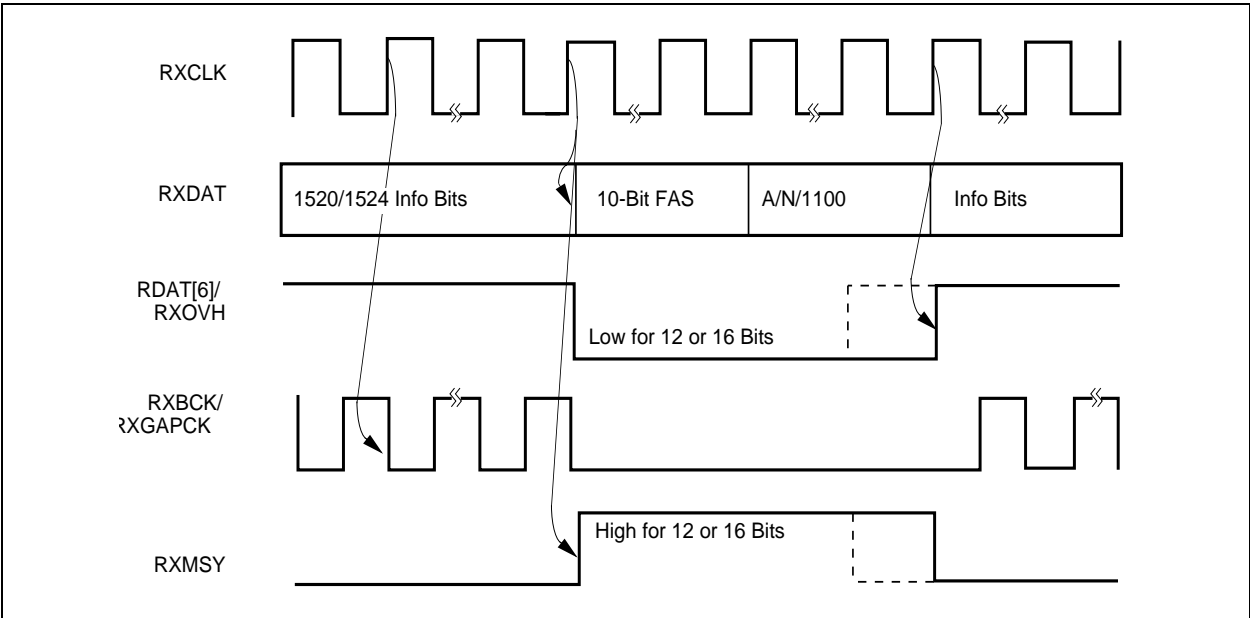 RXCLK
RXDAT
1520/1524 Info Bits
10-Bit FAS
A/N/1100
Info Bits
RDAT[6]/
RXOVH
Low for 12 or 16 Bits
RXBCK/
RXGAPCK
High for 12 or 16 Bits
RXMSY